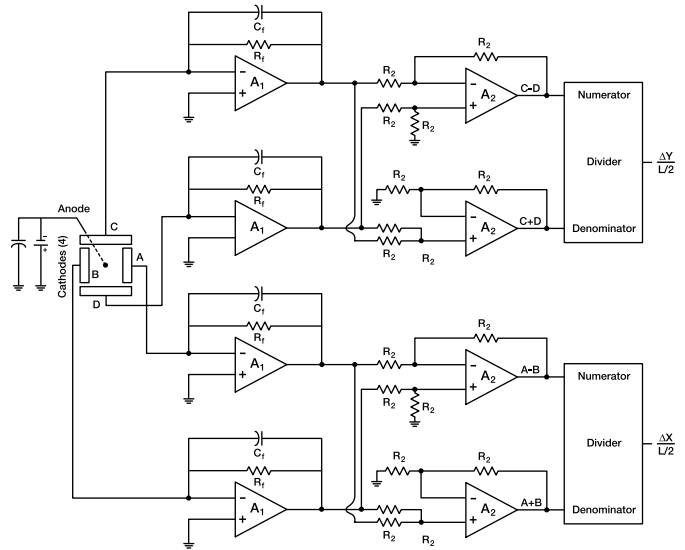 Cf
Rf
A1
−
+
R2
R2
R2
R2
−
+
A2
C−D
Numerator
Divider
Denominator
ΔY
L/2
Cf
Rf
A1
−
+
R2
R2
R2
R2
−
+
A2
C+D
Anode
Cathodes (4)
−
+
C
B
A
D
Cf
Rf
A1
−
+
R2
R2
R2
R2
−
+
A2
A−B
Numerator
Divider
Denominator
ΔX
L/2
Cf
Rf
A1
−
+
R2
R2
R2
R2
−
+
A2
A+B